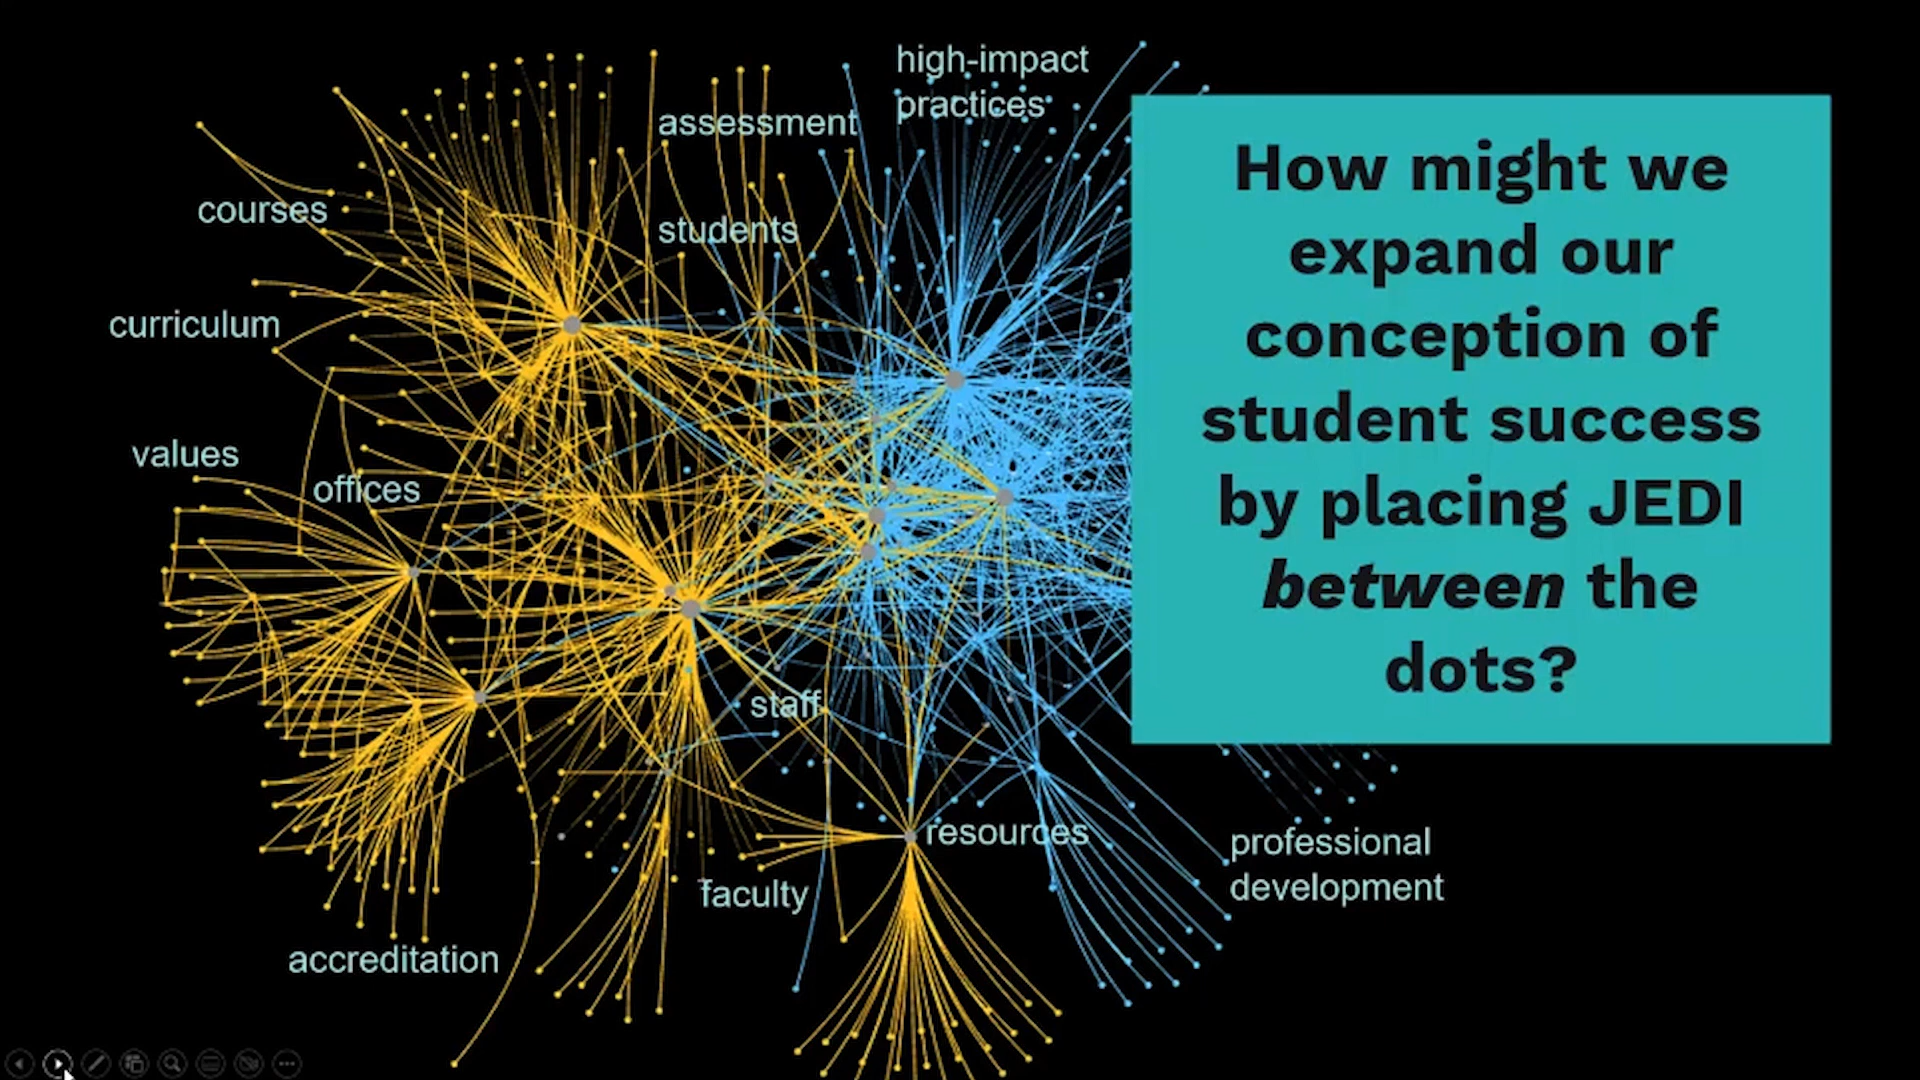 high-impact
practices
assessment
courses
students
curriculum
values
offices
staff
resources
faculty
professional
development
accreditation
How might we
expand our
conception of
student success
by placing JEDI
between the
dots?